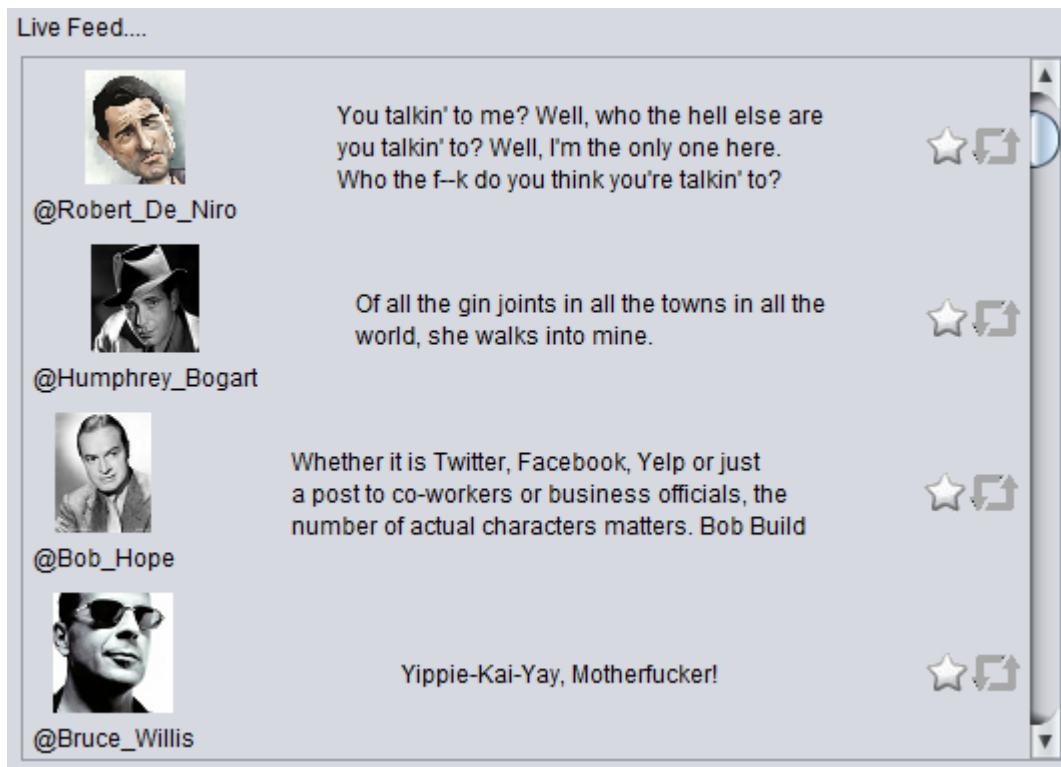 Live Feed....
You talkin' to me? Well, who the hell else are
you talkin' to? Well, I'm the only one here.
Who the f--k do you think you're talkin' to?
@Robert_De_Niro
Of all the gin joints in all the towns in all the
world, she walks into mine.
@Humphrey_Bogart
Whether it is Twitter, Facebook, Yelp or just
a post to co-workers or business officials, the
number of actual characters matters. Bob Build
@Bob_Hope
Yippie-Kai-Yay, Motherfucker!
@Bruce_Willis